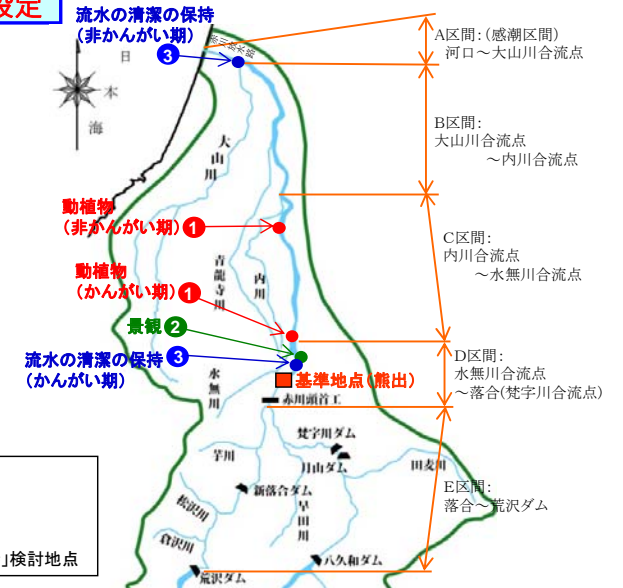 設定
流水の清潔の保持
(非かんがい期)
❸
日
本
海
大山川
動植物
(非かんがい期)❶
動植物
(かんがい期)❶
景観❷
流水の清潔の保持❸
(かんがい期)
青龍寺川
内川
水無川
基準地点(熊出)
赤川頭首工
梵字川ダム
月山ダム
田麦川
芋川
新落合ダム
早田川
松沢川
倉沢川
八久和ダム
荒沢ダム
」検討地点
A区間：(感潮区間)
河口～大山川合流点
B区間：
大山川合流点
～内川合流点
C区間：
内川合流点
～水無川合流点
D区間：
水無川合流点
～落合(梵字川合流点)
E区間：
落合～荒沢ダム